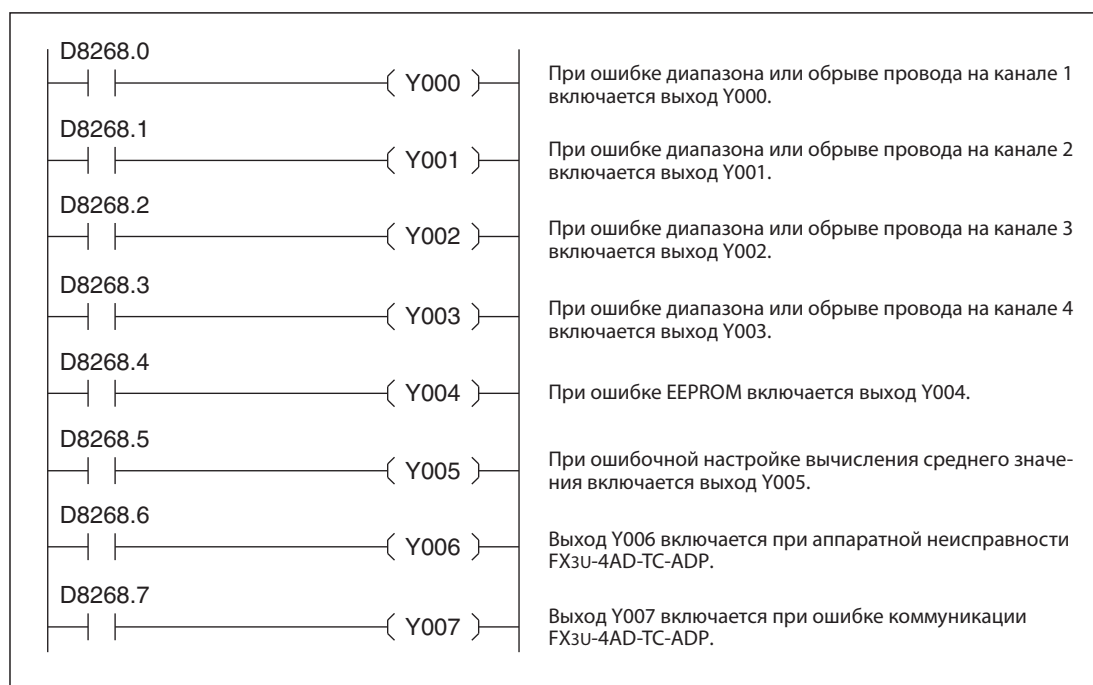 D8268.0
Y000
При ошибке диапазона или обрыве провода на канале 1
включается выход Y000.
D8268.1
Y001
При ошибке диапазона или обрыве провода на канале 2
включается выход Y001.
D8268.2
Y002
При ошибке диапазона или обрыве провода на канале 3
включается выход Y002.
D8268.3
Y003
При ошибке диапазона или обрыве провода на канале 4
включается выход Y003.
D8268.4
Y004
При ошибке EEPROM включается выход Y004.
D8268.5
Y005
При ошибочной настройке вычисления среднего значе-
ния включается выход Y005.
D8268.6
Y006
Выход Y006 включается при аппаратной неисправности
FX3U-4AD-TC-ADP.
D8268.7
Y007
Выход Y007 включается при ошибке коммуникации
FX3U-4AD-TC-ADP.